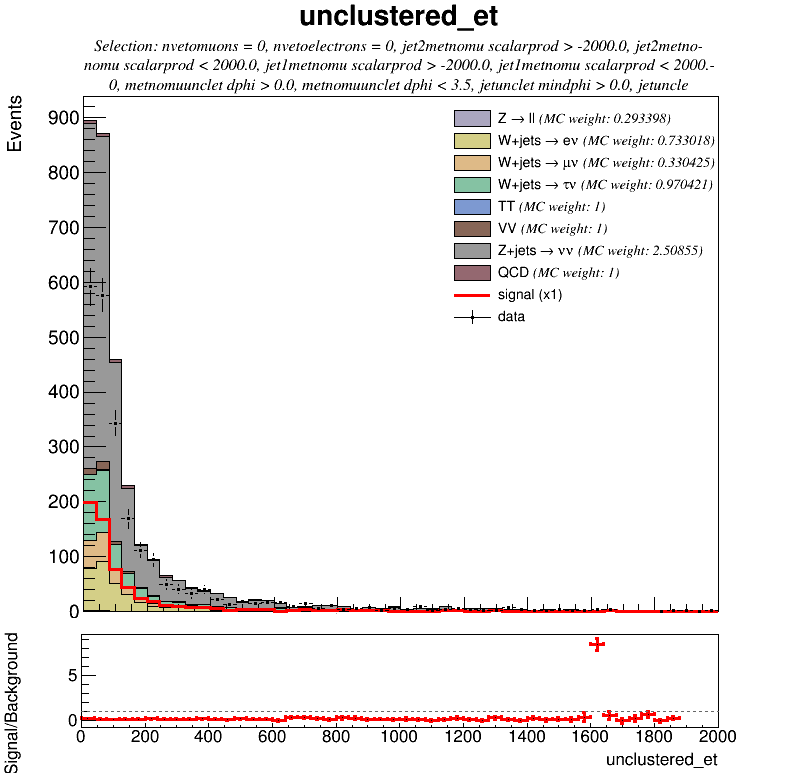 unclustered_et
Selection: nvetomuons = 0, nvetoelectrons = 0, jet2metnomu scalarprod > -2000.0, jet2metno-
nomu scalarprod < 2000.0, jet1metnomu scalarprod > -2000.0, jet1metnomu scalarprod < 2000.-
0, metnomuunclet dphi > 0.0, metnomuunclet dphi < 3.5, jetunclet mindphi > 0.0, jetuncle
Events
900
800
700
600
500
400
300
200
100
0
Z → ll (MC weight: 0.293398)
W+jets → eν (MC weight: 0.733018)
W+jets → μν (MC weight: 0.330425)
W+jets → τν (MC weight: 0.970421)
TT (MC weight: 1)
VV (MC weight: 1)
Z+jets → νν (MC weight: 2.50855)
QCD (MC weight: 1)
signal (x1)
data
Signal/Background
5
0
0 200 400 600 800 1000 1200 1400 1600 1800 2000
unclustered_et